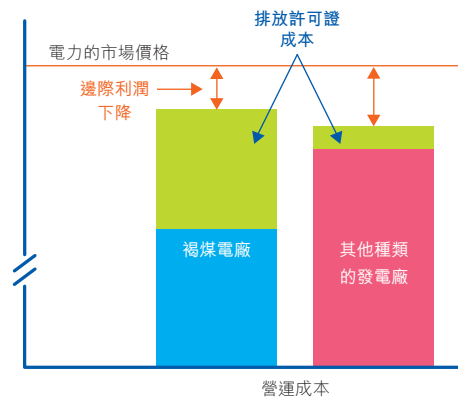 排放許可證
成本
電力的市場價格
邊際利潤
下降
褐煤電廠
其他種類
的發電廠
營運成本